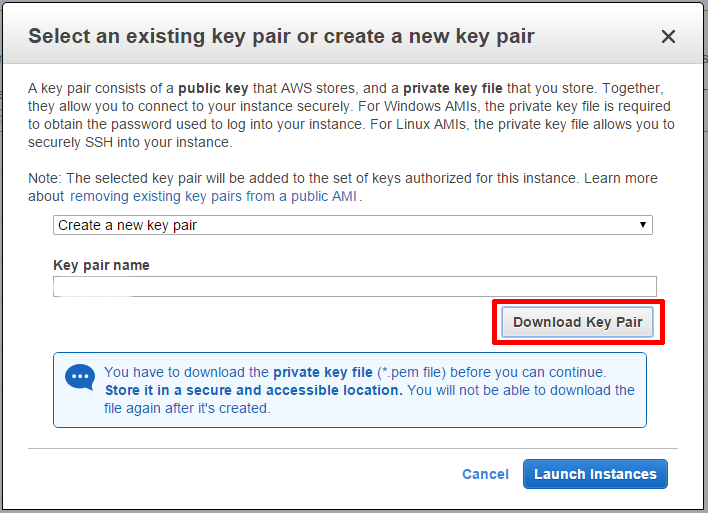 Select an existing key pair or create a new key pair
A key pair consists of a public key that AWS stores, and a private key file that you store. Together,
they allow you to connect to your instance securely. For Windows AMIs, the private key file is required
to obtain the password used to log into your instance. For Linux AMIs, the private key file allows you to
securely SSH into your instance.
Note: The selected key pair will be added to the set of keys authorized for this instance. Learn more
about removing existing key pairs from a public AMI .
Create a new key pair
Key pair name
Download Key Pair
You have to download the private key file (*.pem file) before you can continue.
Store it in a secure and accessible location. You will not be able to download the
file again after it's created.
Cancel Launch Instances